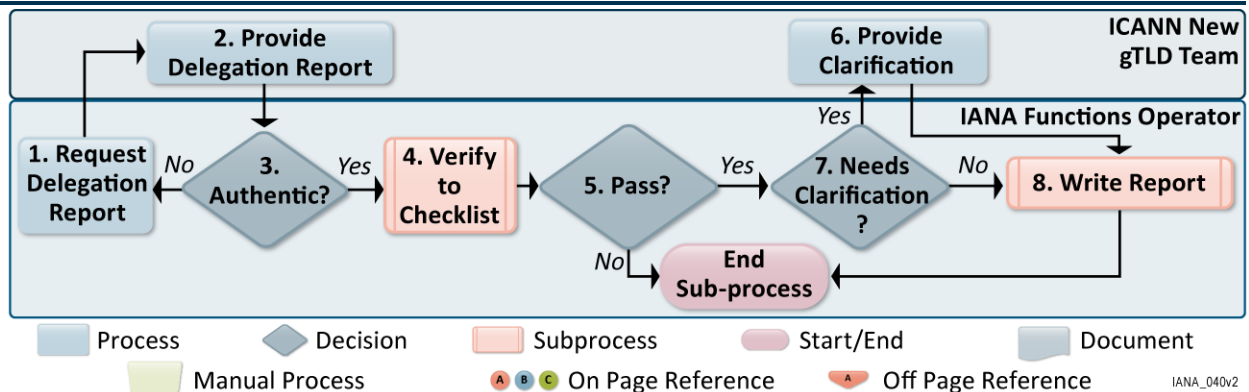 ICANN New
gTLD Team
2. Provide
Delegation Report
6. Provide
Clarification
IANA Functions Operator
1. Request
Delegation
Report
No
3.
Authentic?
Yes
4. Verify
to
Checklist
5. Pass?
Yes
No
7. Needs
Clarification
?
Yes
No
8. Write Report
End
Sub-process
Process
Decision
Subprocess
Start/End
Document
Manual Process
A B C On Page Reference
A Off Page Reference
IANA_040v2